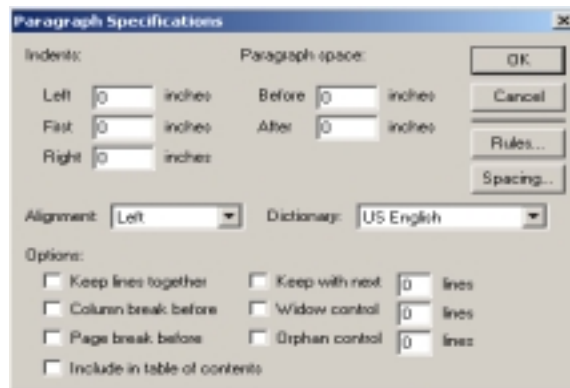 Paragraph Specifications
Indents: Paragraph space: OK
Left 0 inches Before 0 inches Cancel
First 0 inches After 0 inches
Right 0 inches Rules...
Spacing...
Alignment: Left Dictionary: US English
Options:
Keep lines together Keep with next 0 lines
Column break before Widow control 0 lines
Page break before Orphan control 0 lines
Include in table of contents